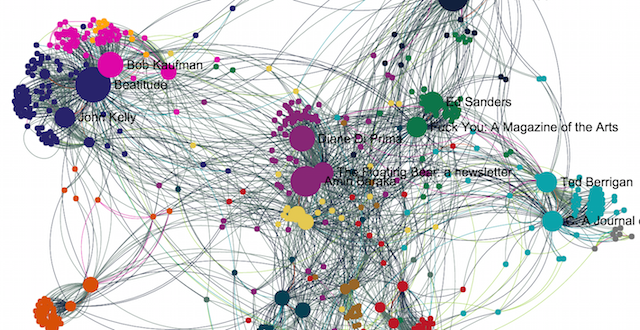 Bob Kaufman
Beatitude
Ed Sanders
John Kelly
Fuck You: A Magazine of the Arts
Diane Di Prima
The Floating Bear: a newsletter
Amiri Baraka
Ted Berrigan
C: A Journal